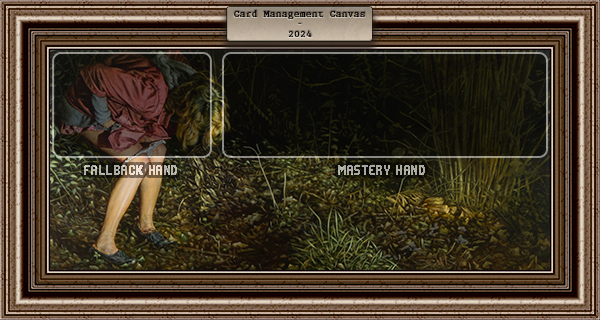 Card Management Canvas
-
2024
FALLBACK HAND
MASTERY HAND